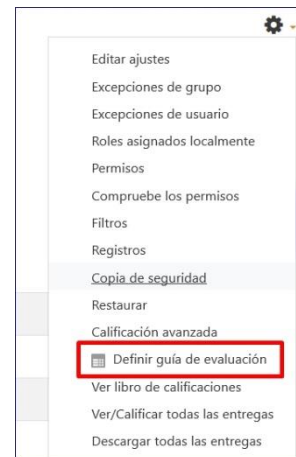 Editar ajustes
Excepciones de grupo
Excepciones de usuario
Roles asignados localmente
Permisos
Compruebe los permisos
Filtros
Registros
Copia de seguridad
Restaurar
Calificación avanzada
Definir guía de evaluación
Ver libro de calificaciones
Ver/Calificar todas las entregas
Descargar todas las entregas